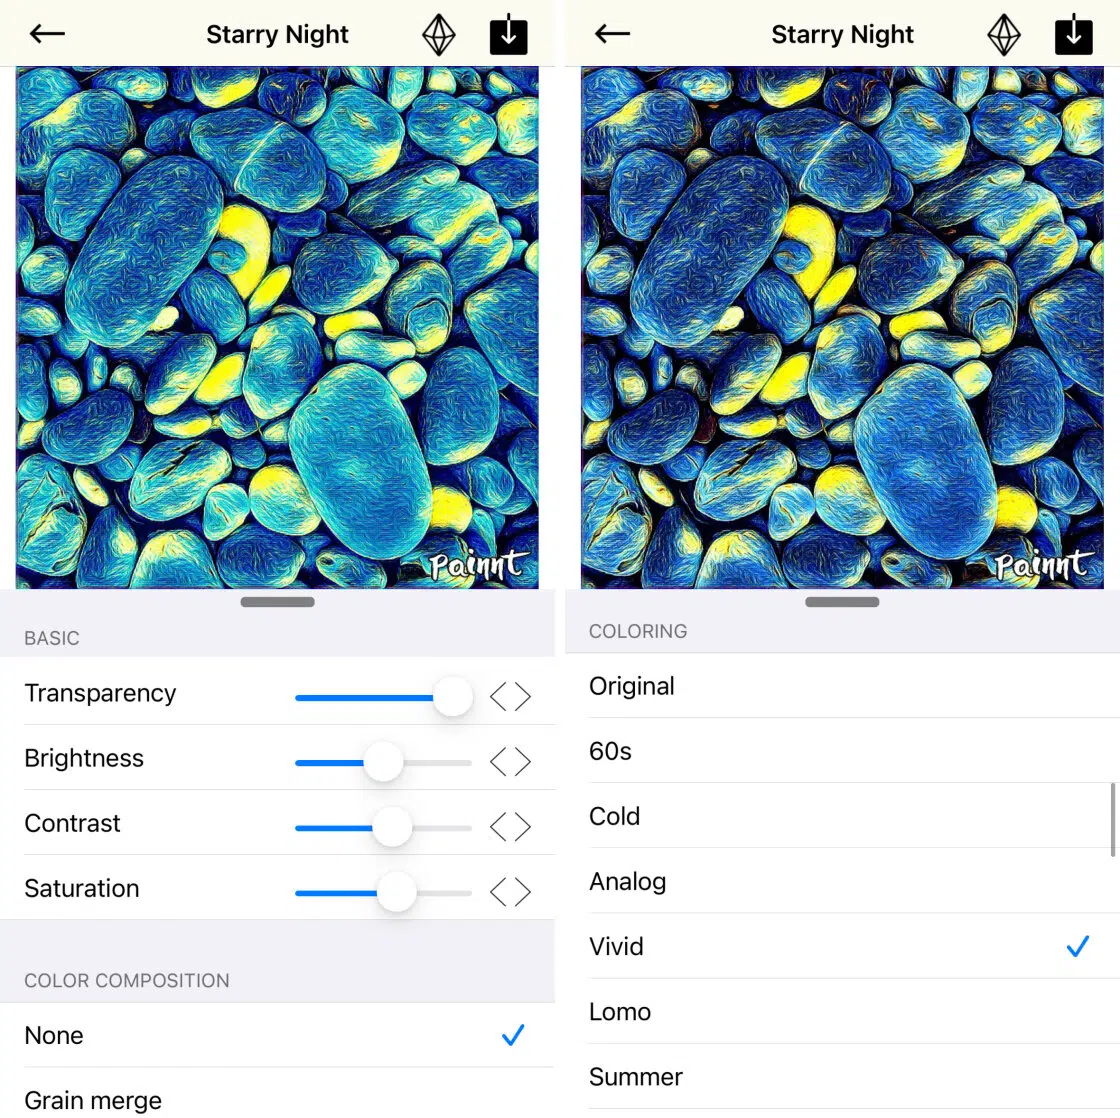 Starry Night
Painnt
BASIC
Transparency
Brightness
Contrast
Saturation
COLOR COMPOSITION
None
Grain merge
Starry Night
Painnt
COLORING
Original
60s
Cold
Analog
Vivid
Lomo
Summer